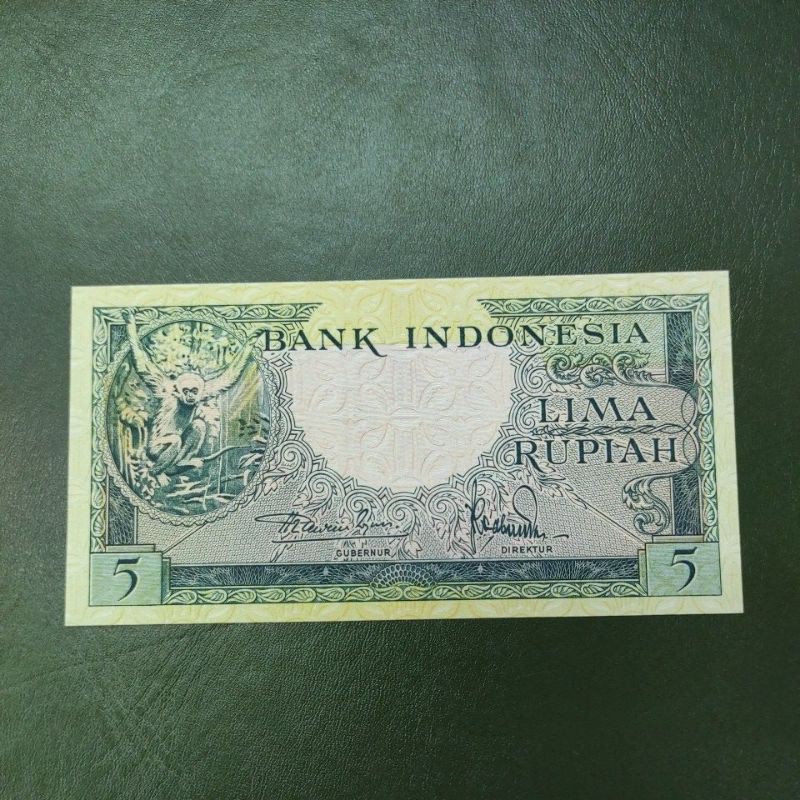 BANK INDONESIA
LIMA
RUPIAH
GUBERNUR
DIREKTUR
5
5